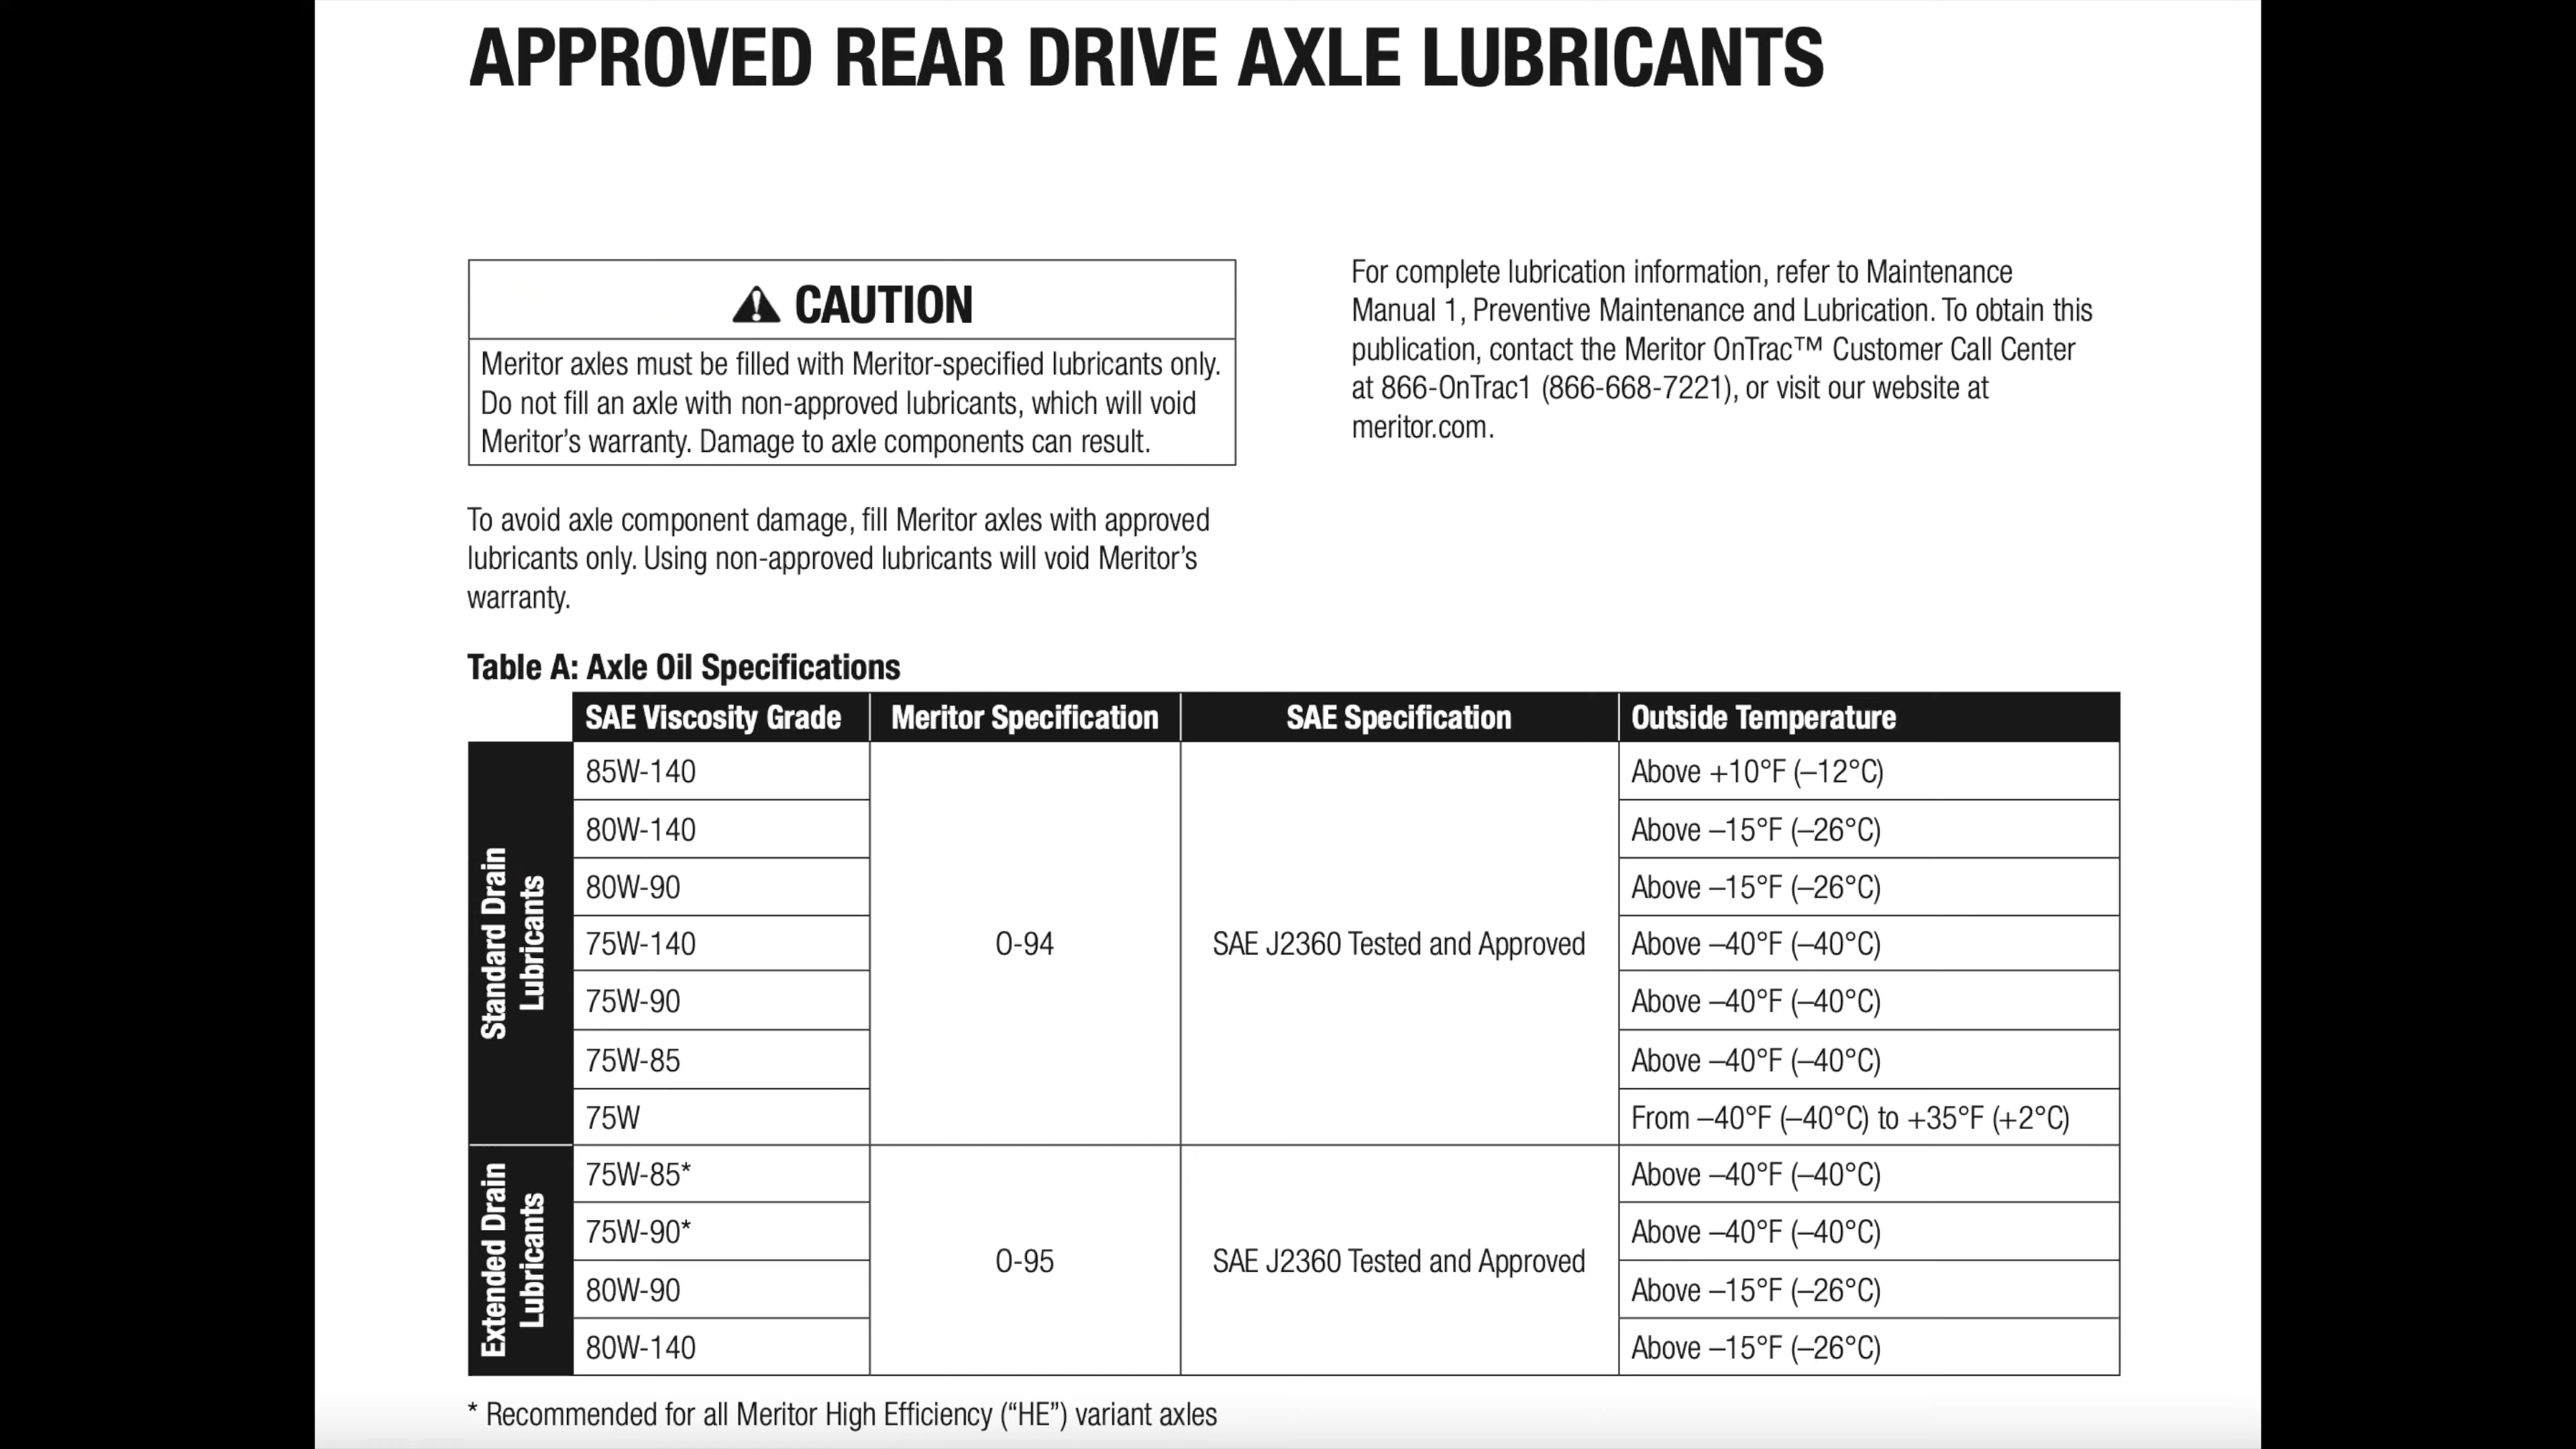 APPROVED REAR DRIVE AXLE LUBRICANTS
CAUTION
Meritor axles must be filled with Meritor-specified lubricants only.
Do not fill an axle with non-approved lubricants, which will void
Meritor's warranty. Damage to axle components can result.
To avoid axle component damage, fill Meritor axles with approved
lubricants only. Using non-approved lubricants will void Meritor's
warranty.
For complete lubrication information, refer to Maintenance
Manual 1, Preventive Maintenance and Lubrication. To obtain this
publication, contact the Meritor OnTrac™ Customer Call Center
at 866-OnTrac1 (866-668-7221), or visit our website at
meritor.com.
Table A: Axle Oil Specifications
SAE Viscosity Grade Meritor Specification SAE Specification Outside Temperature
Standard Drain
Lubricants
85W-140 Above +10°F (–12°C)
80W-140 Above –15°F (–26°C)
80W-90 Above –15°F (–26°C)
75W-140 O-94 SAE J2360 Tested and Approved Above –40°F (–40°C)
75W-90 Above –40°F (–40°C)
75W-85 Above –40°F (–40°C)
75W From –40°F (–40°C) to +35°F (+2°C)
Extended Drain
Lubricants
75W-85* Above –40°F (–40°C)
75W-90* Above –40°F (–40°C)
O-95 SAE J2360 Tested and Approved
80W-90 Above –15°F (–26°C)
80W-140 Above –15°F (–26°C)
* Recommended for all Meritor High Efficiency (“HE”) variant axles